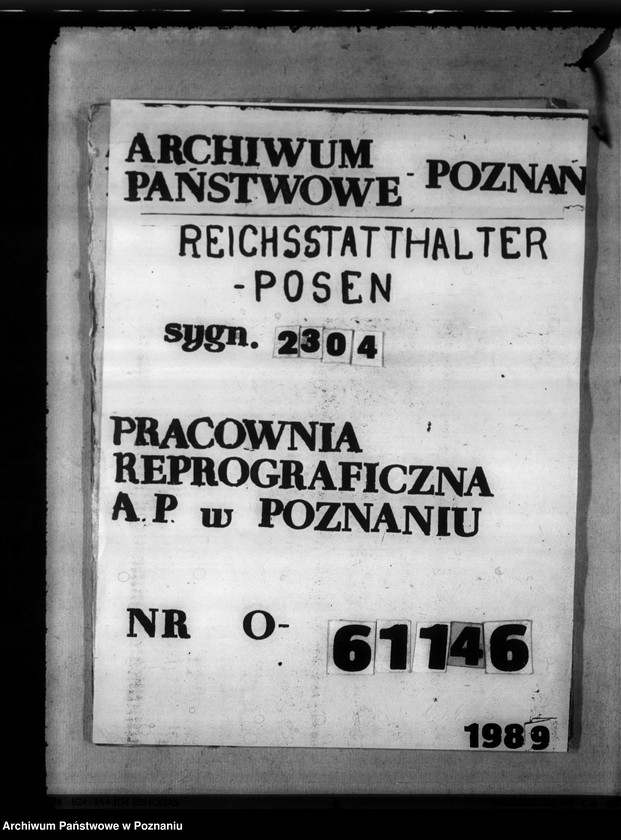 ARCHIWUM
PAŃSTWOWE - POZNAŃ
REICHSSTATTHALTER
-POSEN
sygn. 2304
PRACOWNIA
REPROGRAFICZNA
A.P. w POZNANIU
NR O-61146
1989
Archiwum Państwowe w Poznaniu